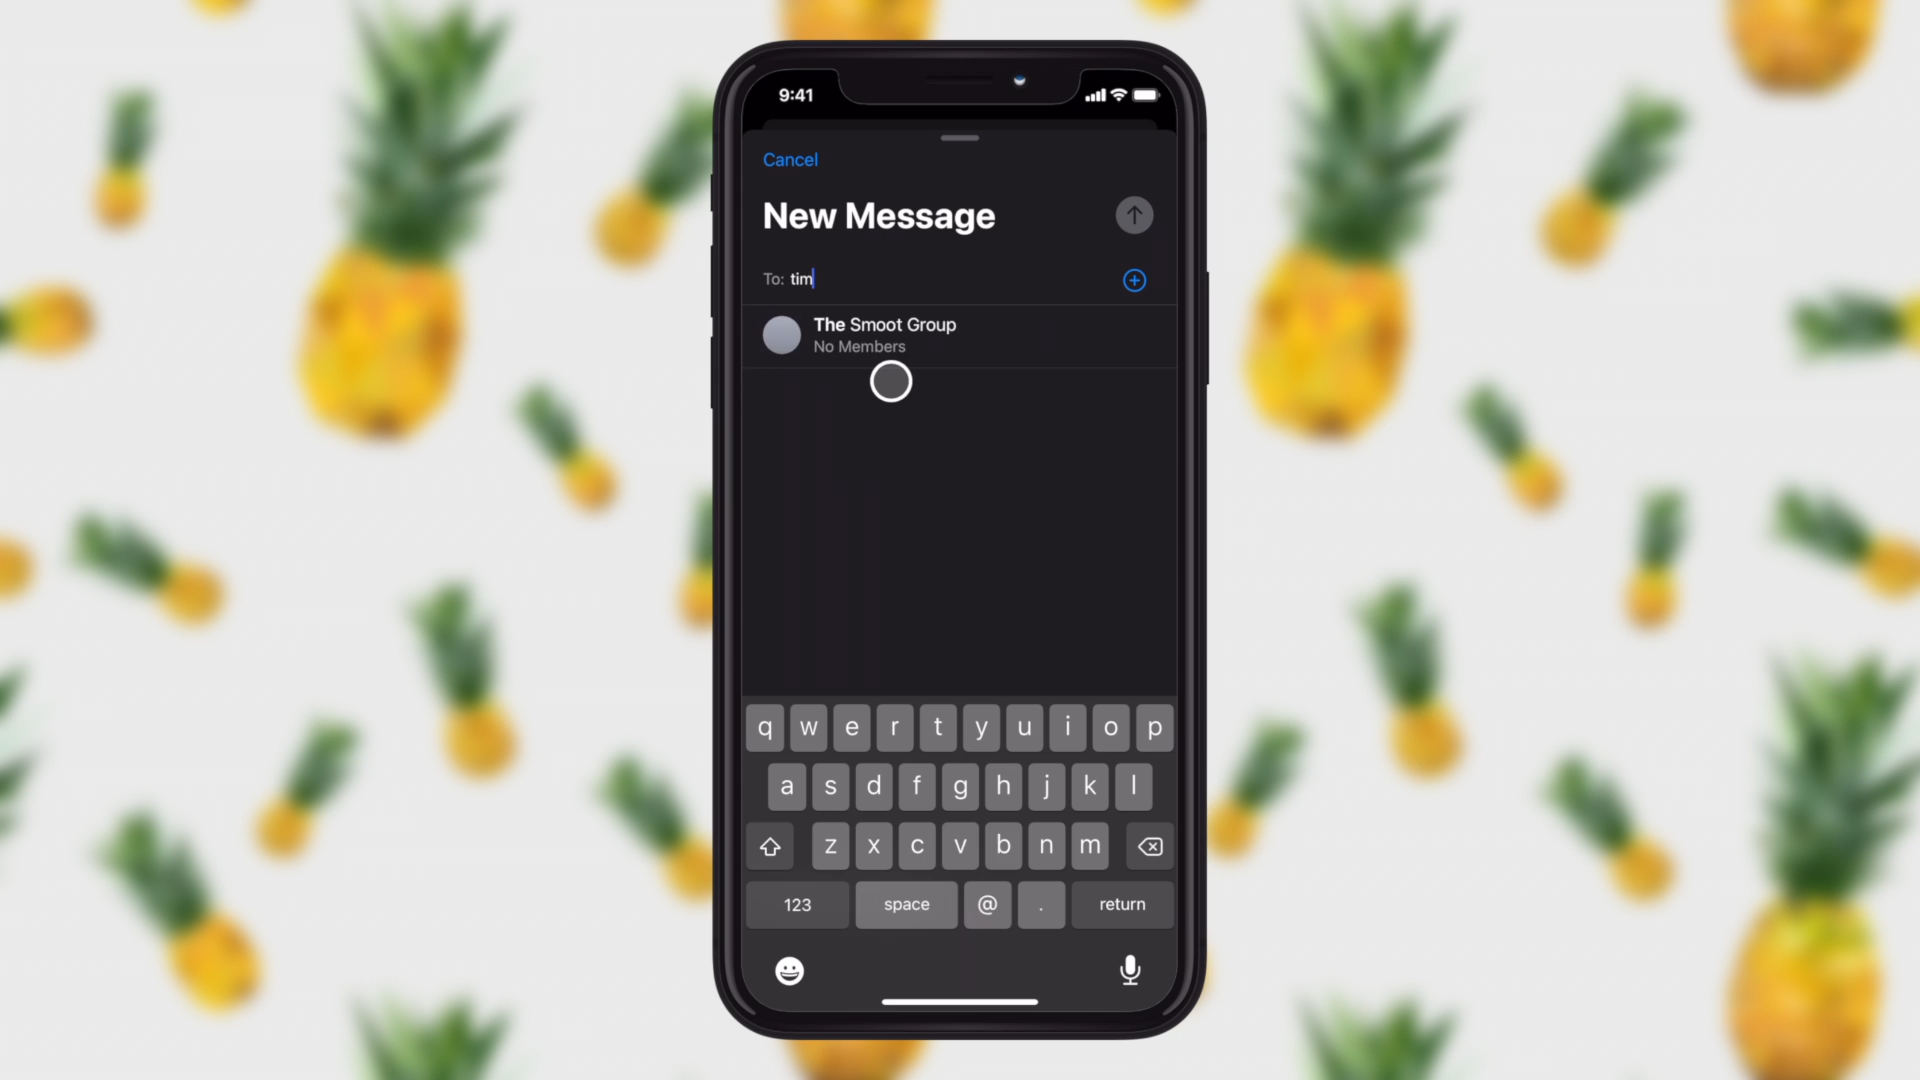 9:41
Cancel
New Message
To: tim
The Smoot Group
No Members
q w e r t y u i o p
a s d f g h j k l
z x c v b n m
123 space @ . return